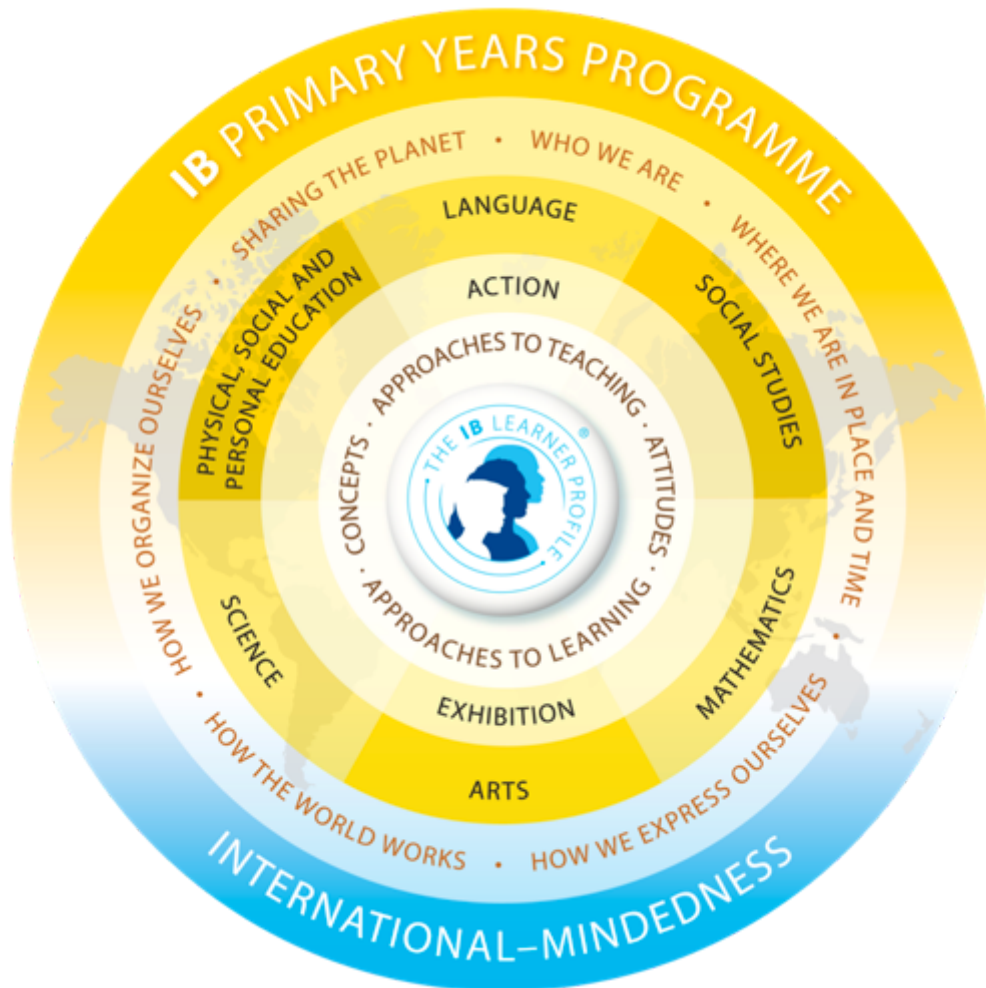 IB PRIMARY YEARS PROGRAMME
SHARING THE PLANET • WHO WE ARE • WHERE WE ARE IN PLACE AND TIME • HOW WE EXPRESS OURSELVES • HOW THE WORLD WORKS • HOW WE ORGANIZE OURSELVES •
LANGUAGE
SOCIAL STUDIES
MATHEMATICS
ARTS
SCIENCE
PHYSICAL, SOCIAL AND
PERSONAL EDUCATION
ACTION
EXHIBITION
APPROACHES TO TEACHING · ATTITUDES · APPROACHES TO LEARNING · CONCEPTS ·
• THE IB LEARNER PROFILE • ®
INTERNATIONAL–MINDEDNESS